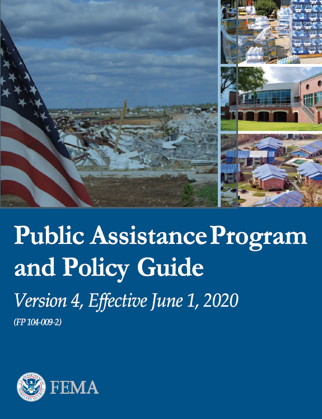 Public Assistance Program
and Policy Guide
Version 4, Effective June 1, 2020
(FP 104-009-2)
FEMA